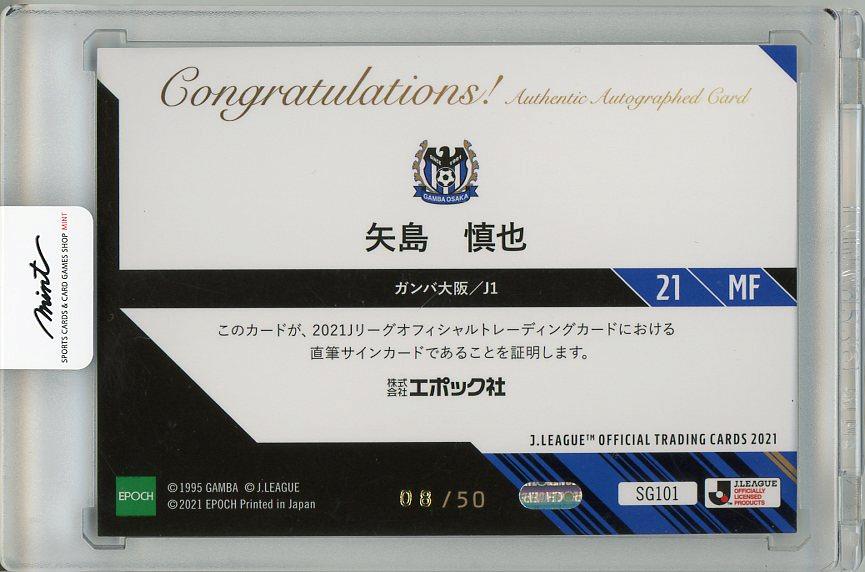 Congratulations! Authentic Autographed Card
GAMBA OSAKA
矢島　慎也
ガンバ大阪／J1
21
MF
このカードが、2021Jリーグオフィシャルトレーディングカードにおける
直筆サインカードであることを証明します。
株式会社エポック社
J.LEAGUE™ OFFICIAL TRADING CARDS 2021
EPOCH
©1995 GAMBA ©J.LEAGUE
©2021 EPOCH Printed in Japan
08/50
SG101
J.LEAGUE
OFFICIALLY
LICENSED
PRODUCTS
mint
SPORTS CARDS & CARD GAMES SHOP MINT